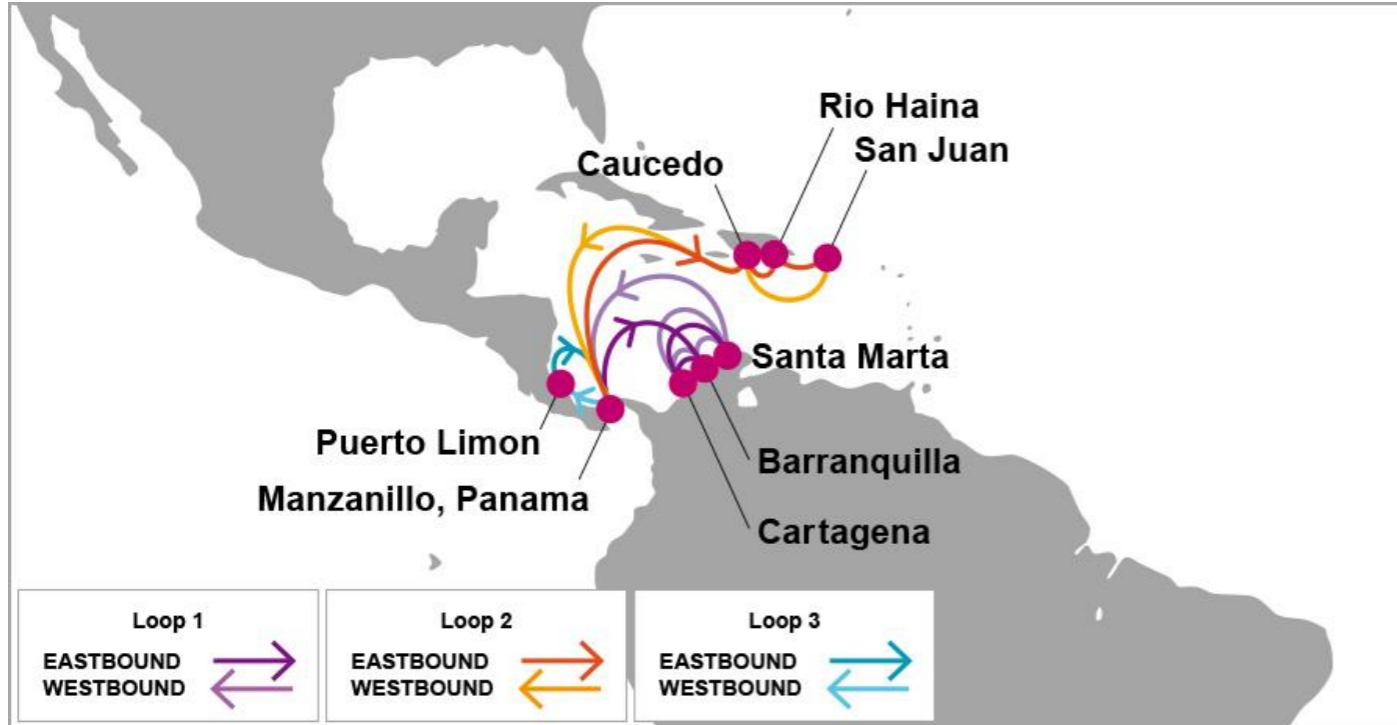 Rio Haina
San Juan
Caucedo
Santa Marta
Puerto Limon
Barranquilla
Manzanillo, Panama
Cartagena
Loop 1
EASTBOUND
WESTBOUND
Loop 2
EASTBOUND
WESTBOUND
Loop 3
EASTBOUND
WESTBOUND